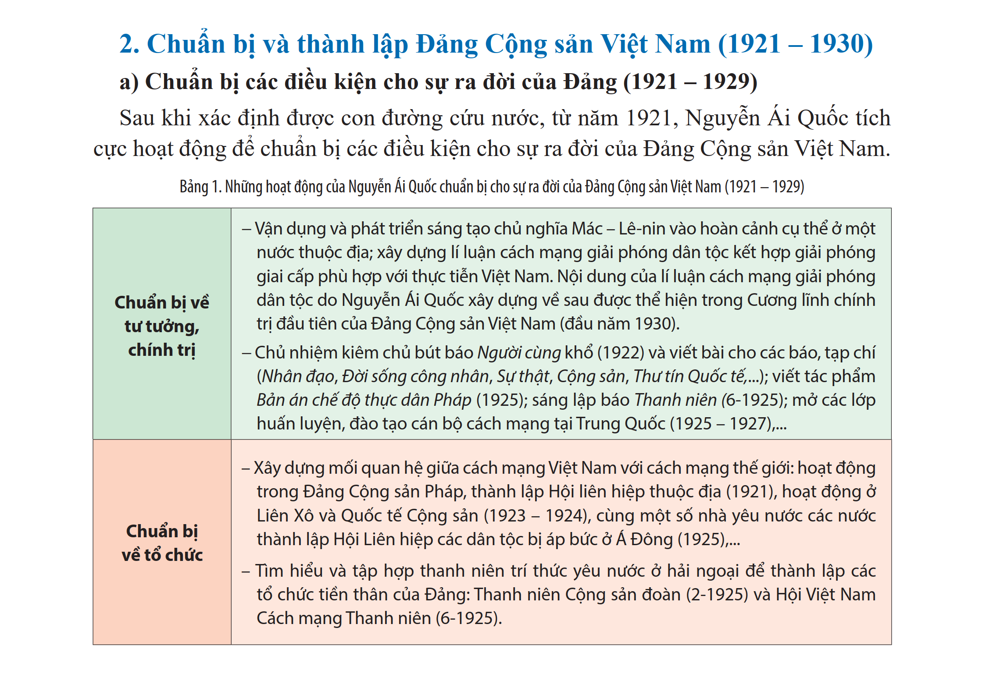 2. Chuẩn bị và thành lập Đảng Cộng sản Việt Nam (1921 – 1930)
a) Chuẩn bị các điều kiện cho sự ra đời của Đảng (1921 – 1929)
Sau khi xác định được con đường cứu nước, từ năm 1921, Nguyễn Ái Quốc tích
cực hoạt động để chuẩn bị các điều kiện cho sự ra đời của Đảng Cộng sản Việt Nam.
Bảng 1. Những hoạt động của Nguyễn Ái Quốc chuẩn bị cho sự ra đời của Đảng Cộng sản Việt Nam (1921 – 1929)
Chuẩn bị về
tư tưởng,
chính trị
– Vận dụng và phát triển sáng tạo chủ nghĩa Mác – Lê-nin vào hoàn cảnh cụ thể ở một
nước thuộc địa; xây dựng lí luận cách mạng giải phóng dân tộc kết hợp giải phóng
giai cấp phù hợp với thực tiễn Việt Nam. Nội dung của lí luận cách mạng giải phóng
dân tộc do Nguyễn Ái Quốc xây dựng về sau được thể hiện trong Cương lĩnh chính
trị đầu tiên của Đảng Cộng sản Việt Nam (đầu năm 1930).
– Chủ nhiệm kiêm chủ bút báo Người cùng khổ (1922) và viết bài cho các báo, tạp chí
(Nhân đạo, Đời sống công nhân, Sự thật, Cộng sản, Thư tín Quốc tế,...); viết tác phẩm
Bản án chế độ thực dân Pháp (1925); sáng lập báo Thanh niên (6-1925); mở các lớp
huấn luyện, đào tạo cán bộ cách mạng tại Trung Quốc (1925 – 1927),...
Chuẩn bị
về tổ chức
– Xây dựng mối quan hệ giữa cách mạng Việt Nam với cách mạng thế giới: hoạt động
trong Đảng Cộng sản Pháp, thành lập Hội liên hiệp thuộc địa (1921), hoạt động ở
Liên Xô và Quốc tế Cộng sản (1923 – 1924), cùng một số nhà yêu nước các nước
thành lập Hội Liên hiệp các dân tộc bị áp bức ở Á Đông (1925),...
– Tìm hiểu và tập hợp thanh niên trí thức yêu nước ở hải ngoại để thành lập các
tổ chức tiền thân của Đảng: Thanh niên Cộng sản đoàn (2-1925) và Hội Việt Nam
Cách mạng Thanh niên (6-1925).